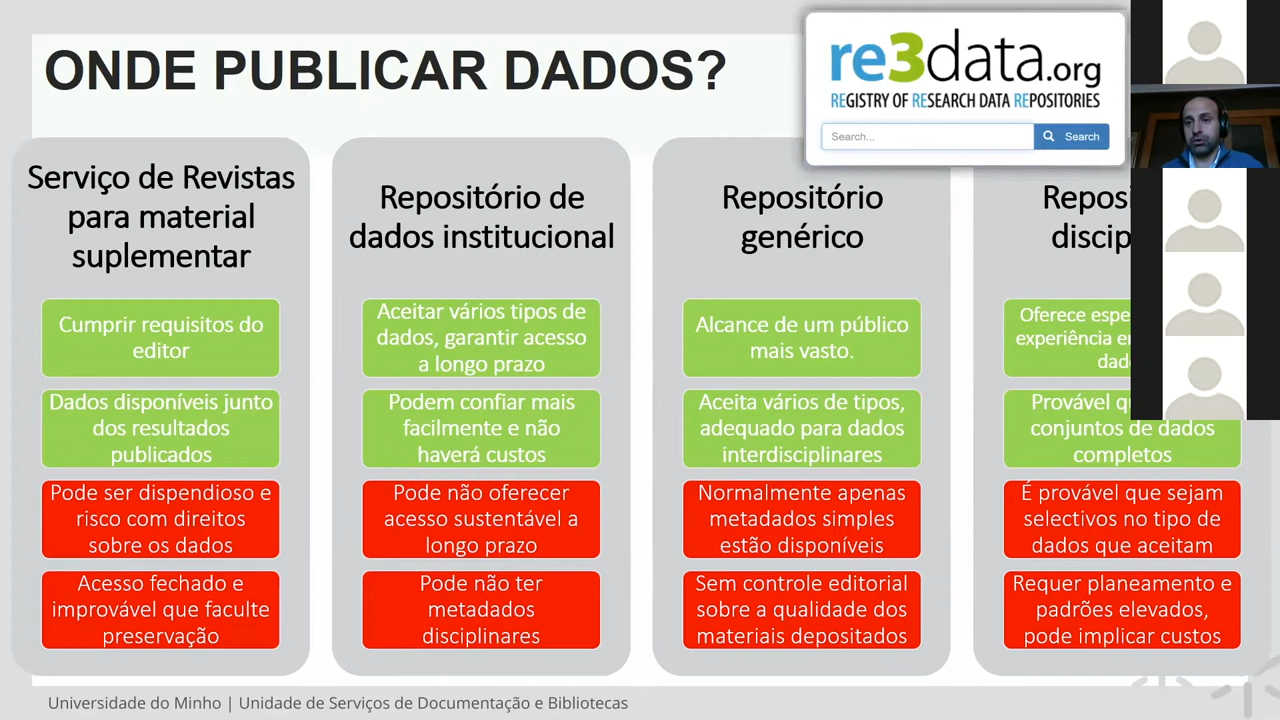 ONDE PUBLICAR DADOS?
re3data.org
REGISTRY OF RESEARCH DATA REPOSITORIES
Search...
Search
Serviço de Revistas
para material
suplementar
Cumprir requisitos do
editor
Dados disponíveis junto
dos resultados
publicados
Pode ser dispendioso e
risco com direitos
sobre os dados
Acesso fechado e
improvável que faculte
preservação
Repositório de
dados institucional
Aceitar vários tipos de
dados, garantir acesso
a longo prazo
Podem confiar mais
facilmente e não
haverá custos
Pode não oferecer
acesso sustentável a
longo prazo
Pode não ter
metadados
disciplinares
Repositório
genérico
Alcance de um público
mais vasto.
Aceita vários de tipos,
adequado para dados
interdisciplinares
Normalmente apenas
metadados simples
estão disponíveis
Sem controle editorial
sobre a qualidade dos
materiais depositados
Oferece
Provável
conjuntos de dados
completos
É provável que sejam
selectivos no tipo de
dados que aceitam
Requer planeamento e
padrões elevados,
pode implicar custos
Universidade do Minho | Unidade de Serviços de Documentação e Bibliotecas